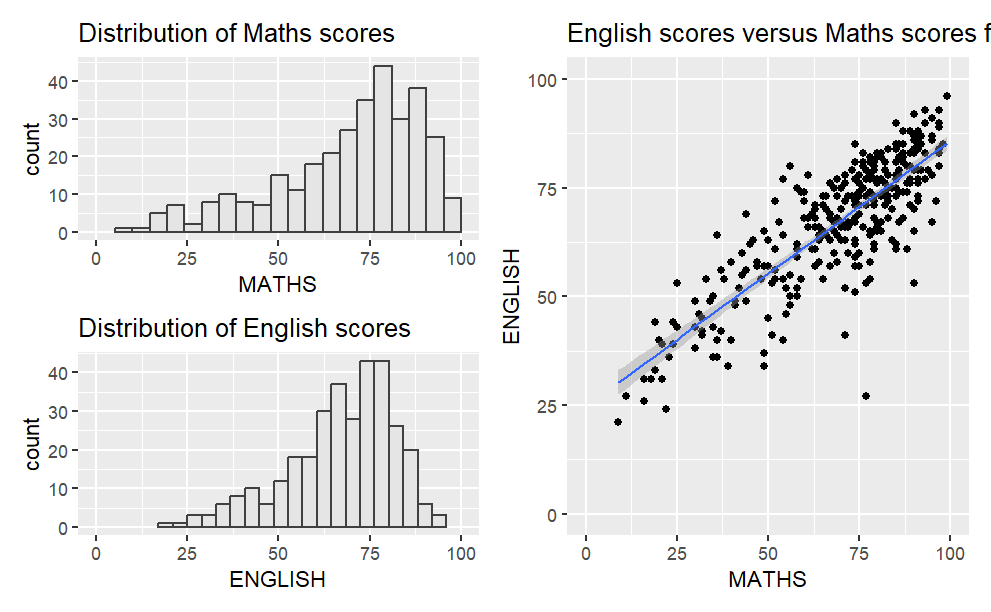 Distribution of Maths scores
count
40
30
20
10
0
0 25 50 75 100
MATHS
Distribution of English scores
count
40
30
20
10
0
0 25 50 75 100
ENGLISH
English scores versus Maths scores f
ENGLISH
100
75
50
25
0
0 25 50 75 100
MATHS